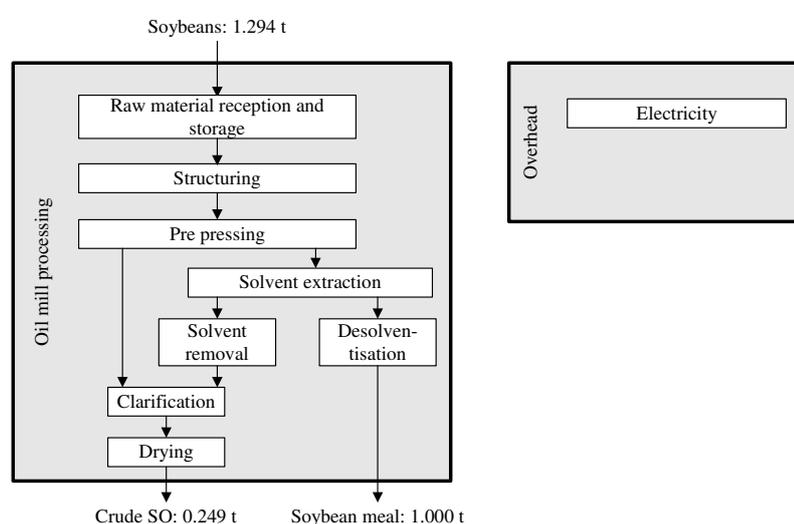 Soybeans: 1.294 t
Raw material reception and
storage
Structuring
Pre pressing
Solvent extraction
Solvent
removal
Desolven-
tisation
Clarification
Drying
Oil mill processing
Crude SO: 0.249 t
Soybean meal: 1.000 t
Overhead
Electricity